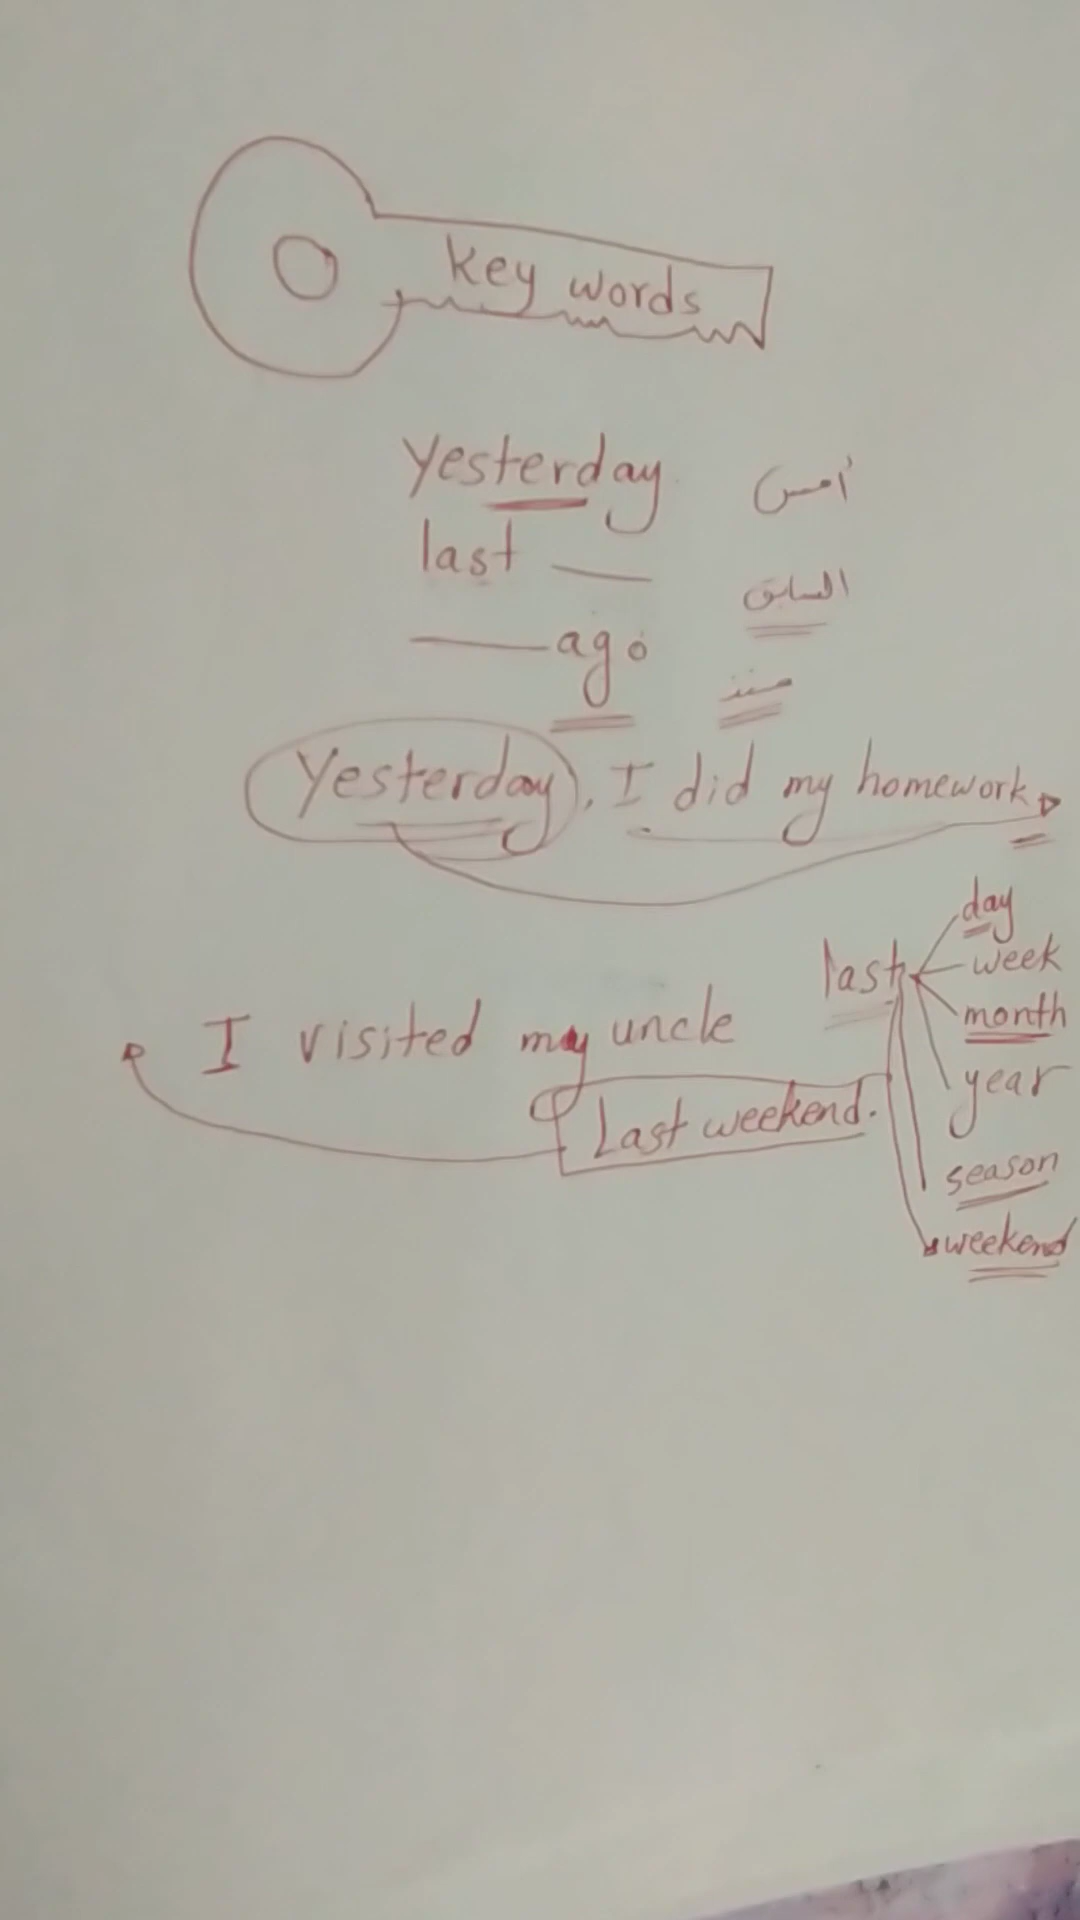 key words
Yesterday أمس
last ___ السابق
___ ago منذ
Yesterday, I did my homework
last day
week
month
year
season
weekend
I visited my uncle
Last weekend.